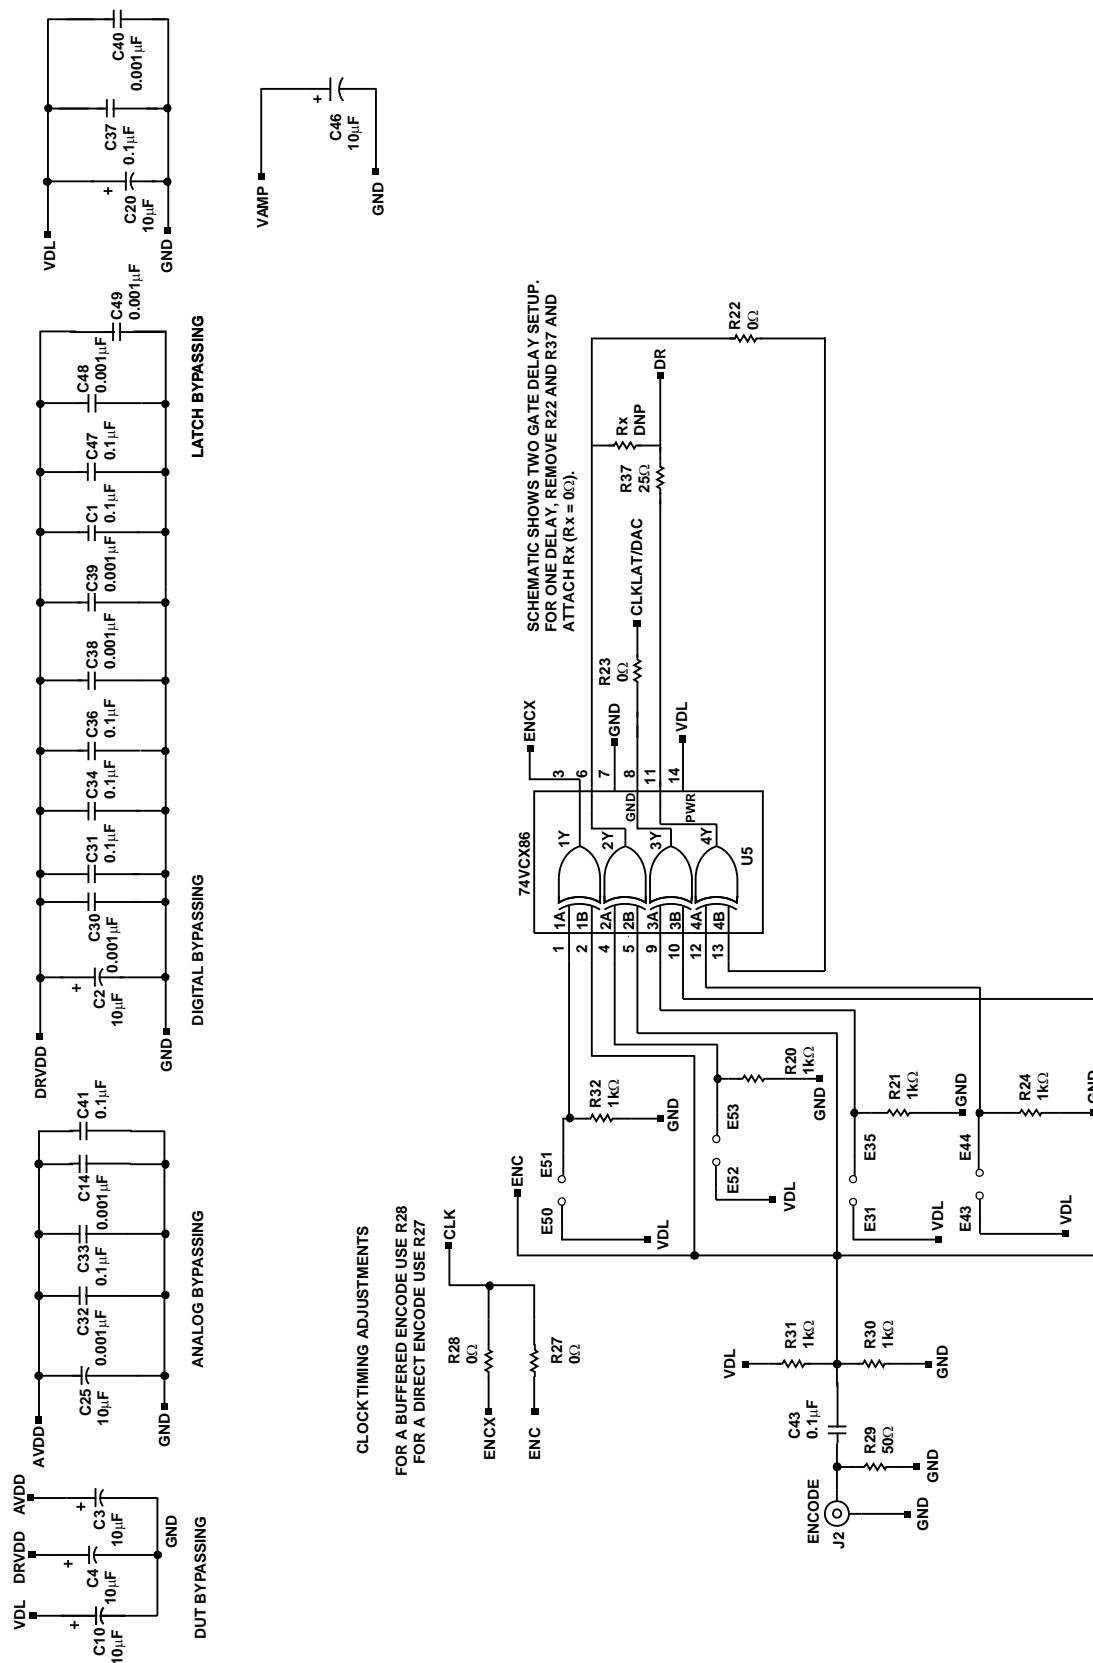 VDL
C40
0.001µF
C37
0.1µF
+
C20
10µF
GND
VAMP
+
C46
10µF
GND
LATCH BYPASSING
DRVDD
+
C2
10µF
C30
0.001µF
C31
0.1µF
C34
0.1µF
C36
0.1µF
C38
0.001µF
C39
0.001µF
C1
0.1µF
C47
0.1µF
C48
0.001µF
C49
0.001µF
GND
DIGITAL BYPASSING
AVDD
C25
10µF
C32
0.001µF
C33
0.1µF
C14
0.001µF
C41
0.1µF
GND
ANALOG BYPASSING
VDL
DRVDD
AVDD
+
C10
10µF
+
C4
10µF
+
C3
10µF
GND
DUT BYPASSING
CLOCK TIMING ADJUSTMENTS
FOR A BUFFERED ENCODE USE R28
FOR A DIRECT ENCODE USE R27
CLK
R28
0Ω
R27
0Ω
ENCX
ENC
SCHEMATIC SHOWS TWO GATE DELAY SETUP.
FOR ONE DELAY, REMOVE R22 AND R37 AND
ATTACH Rx (Rx = 0Ω).
74VCX86
U5
1
2
4
5
9
10
12
13
1A
1B
2A
2B
3A
3B
4A
4B
1Y
2Y
3Y
4Y
GND
PWR
3
6
7
8
11
14
ENCX
GND
VDL
R23
0Ω
CLKLAT/DAC
R37
25Ω
Rx
DNP
DR
R22
0Ω
ENC
E50
E51
VDL
R32
1kΩ
GND
E52
E53
VDL
R20
1kΩ
GND
E31
E35
VDL
R21
1kΩ
GND
E43
E44
VDL
R24
1kΩ
GND
VDL
R31
1kΩ
R30
1kΩ
GND
C43
0.1µF
R29
50Ω
GND
ENCODE
J2
GND